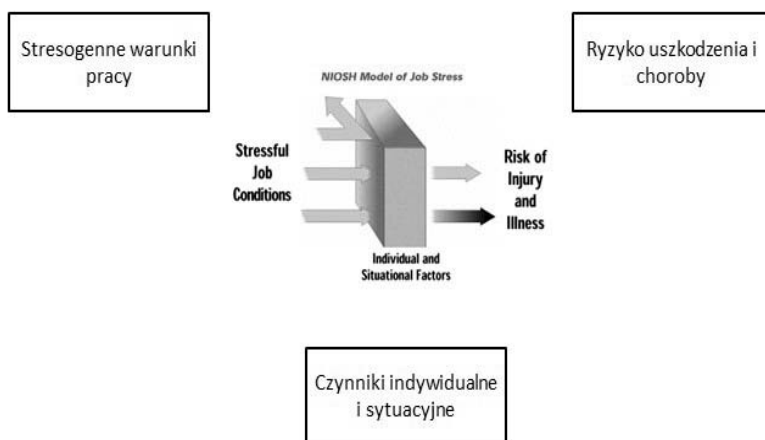 Stresogenne warunki
pracy
Ryzyko uszkodzenia i
choroby
NIOSH Model of Job Stress
Stressful
Job
Conditions
Risk of
Injury
and
Illness
Individual and
Situational Factors
Czynniki indywidualne
i sytuacyjne